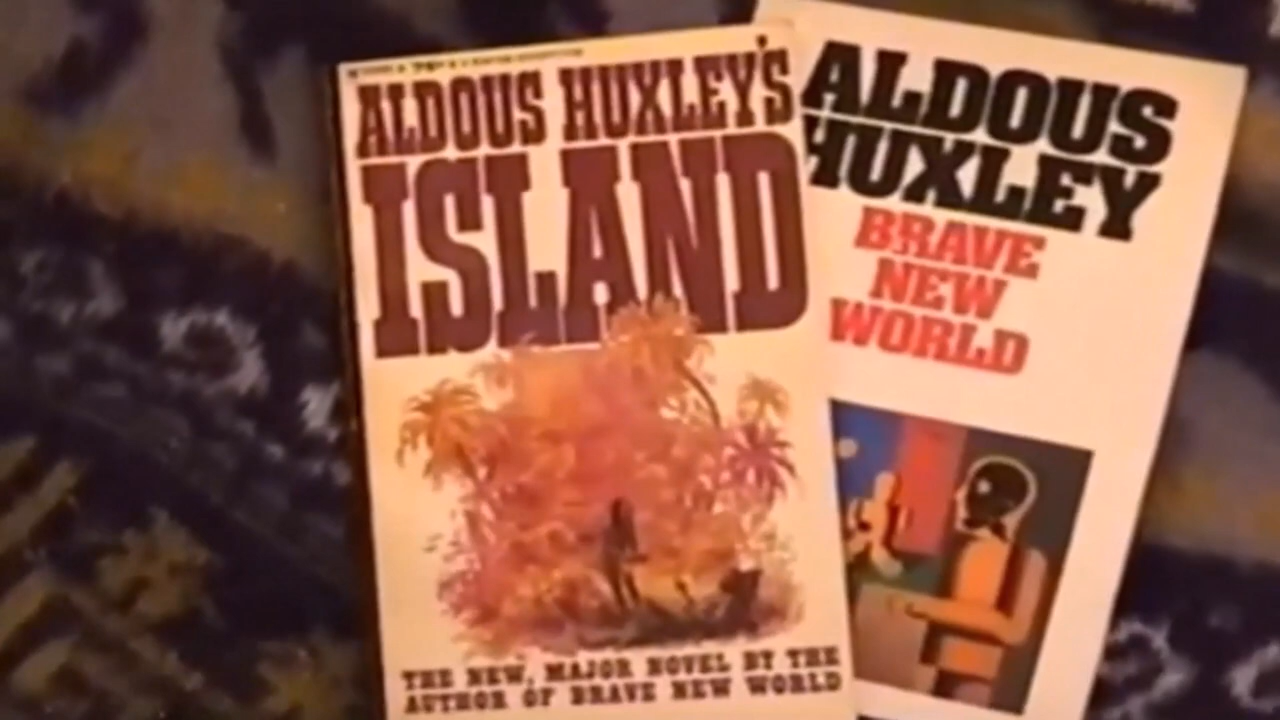 ALDOUS HUXLEY'S
ISLAND
THE NEW, MAJOR NOVEL BY THE
AUTHOR OF BRAVE NEW WORLD
ALDOUS
HUXLEY
BRAVE
NEW
WORLD